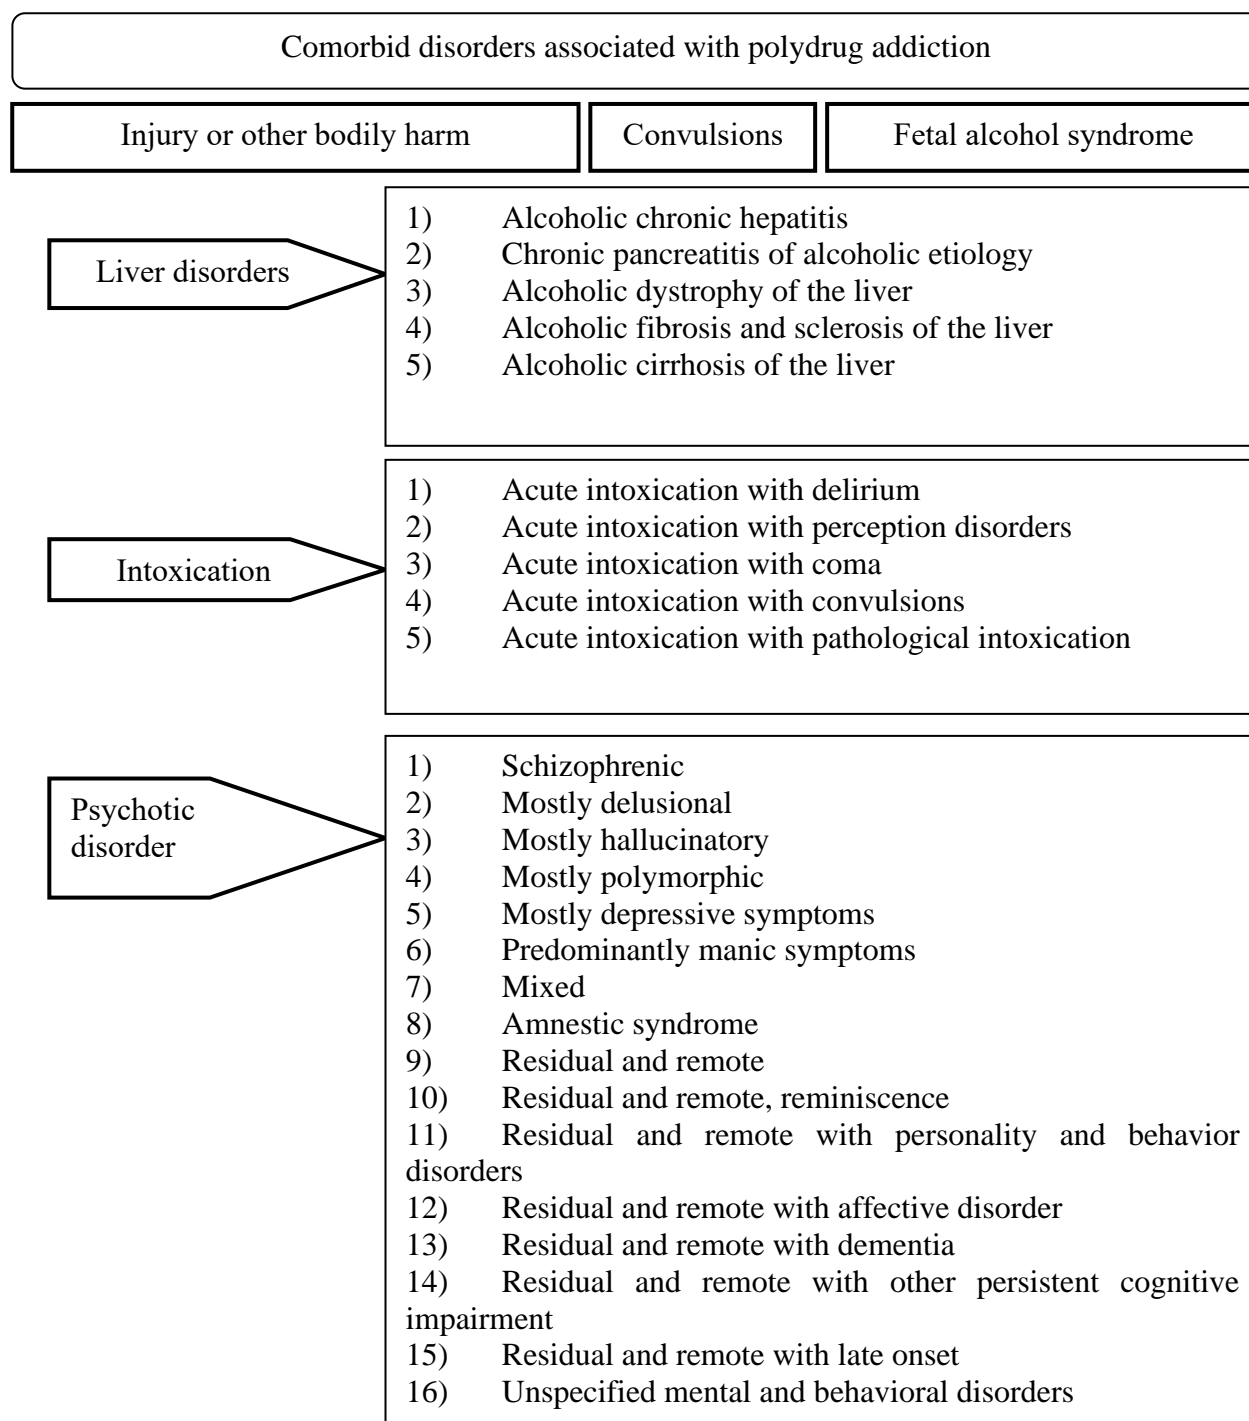 Comorbid disorders associated with polydrug addiction
Injury or other bodily harm
Convulsions
Fetal alcohol syndrome
Liver disorders
1) Alcoholic chronic hepatitis
2) Chronic pancreatitis of alcoholic etiology
3) Alcoholic dystrophy of the liver
4) Alcoholic fibrosis and sclerosis of the liver
5) Alcoholic cirrhosis of the liver
Intoxication
1) Acute intoxication with delirium
2) Acute intoxication with perception disorders
3) Acute intoxication with coma
4) Acute intoxication with convulsions
5) Acute intoxication with pathological intoxication
Psychotic
disorder
1) Schizophrenic
2) Mostly delusional
3) Mostly hallucinatory
4) Mostly polymorphic
5) Mostly depressive symptoms
6) Predominantly manic symptoms
7) Mixed
8) Amnestic syndrome
9) Residual and remote
10) Residual and remote, reminiscence
11) Residual and remote with personality and behavior
disorders
12) Residual and remote with affective disorder
13) Residual and remote with dementia
14) Residual and remote with other persistent cognitive
impairment
15) Residual and remote with late onset
16) Unspecified mental and behavioral disorders